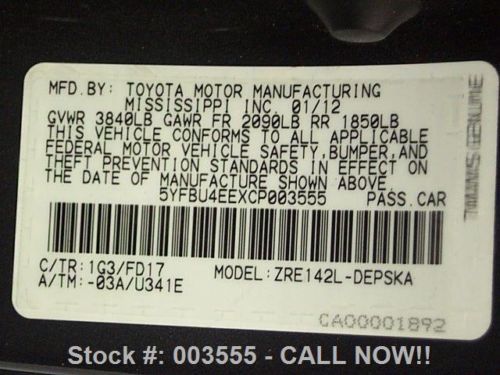 MFD.BY: TOYOTA MOTOR MANUFACTURING
MISSISSIPPI INC. 01/12
GVWR 3840LB GAWR FR 2090LB RR 1850LB
THIS VEHICLE CONFORMS TO ALL APPLICABLE
FEDERAL MOTOR VEHICLE SAFETY,BUMPER,AND
THEFT PREVENTION STANDARDS IN EFFECT ON
THE DATE OF MANUFACTURE SHOWN ABOVE.
5YFBU4EEXCP003555 PASS.CAR
C/TR:1G3/FD17 MODEL:ZRE142L-DEPSKA
A/TM:-03A/U341E
CA00001892
Stock #: 003555 - CALL NOW!!